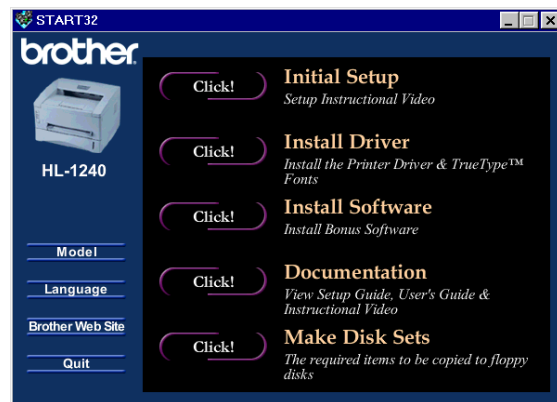 START32
brother
HL-1240
Model
Language
Brother Web Site
Quit
Click!
Initial Setup
Setup Instructional Video
Click!
Install Driver
Install the Printer Driver & TrueType™
Fonts
Click!
Install Software
Install Bonus Software
Click!
Documentation
View Setup Guide, User's Guide &
Instructional Video
Click!
Make Disk Sets
The required items to be copied to floppy
disks